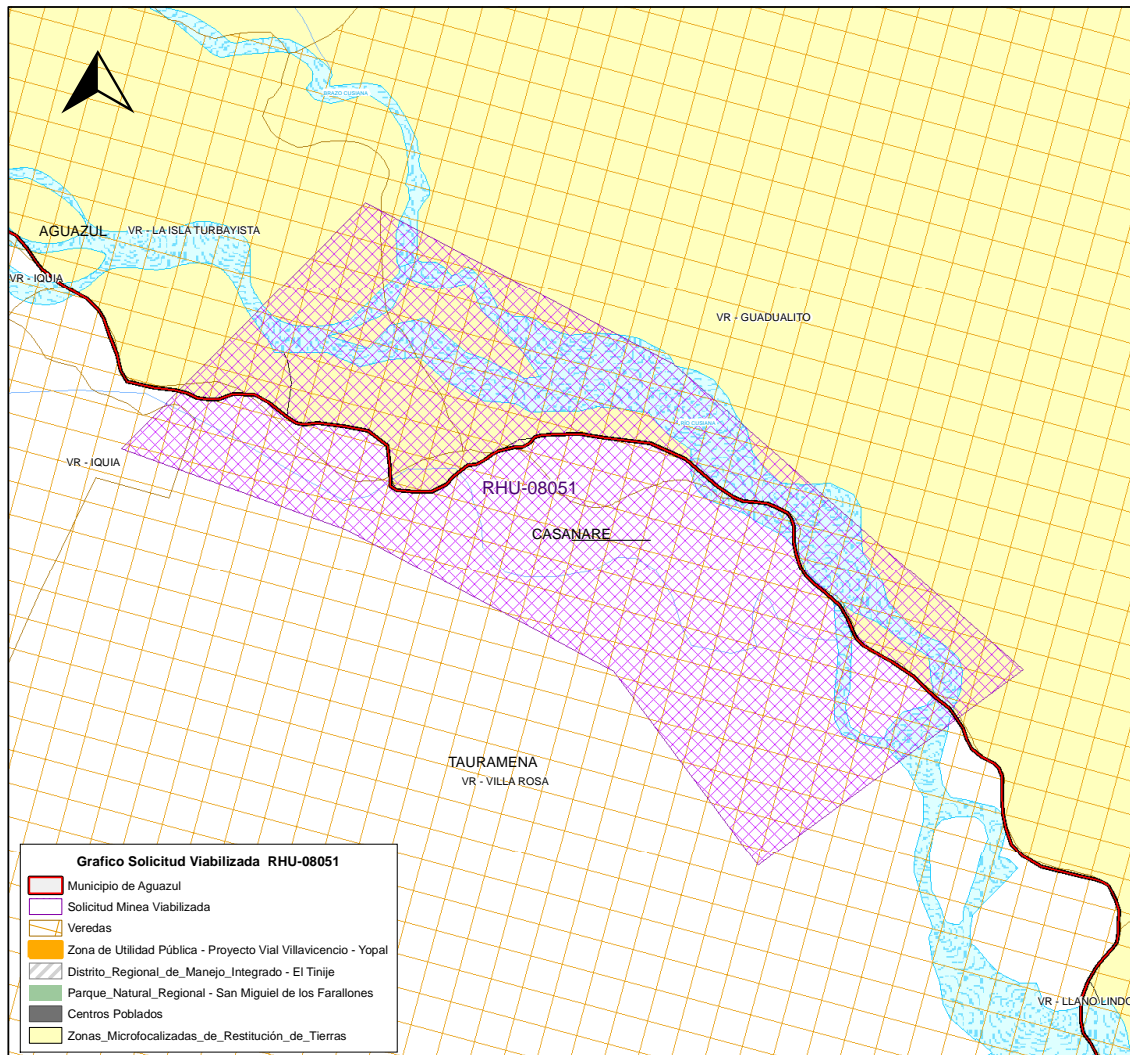 BRAZO CUSIANA
AGUAZUL
VR - LA ISLA TURBAYISTA
VR - IQUIA
VR - GUADUALITO
RIO CUSIANA
VR - IQUIA
RHU-08051
CASANARE
TAURAMENA
VR - VILLA ROSA
VR - LLANO LINDO
Grafico Solicitud Viabilizada RHU-08051
Municipio de Aguazul
Solicitud Minea Viabilizada
Veredas
Zona de Utilidad Pública - Proyecto Vial Villavicencio - Yopal
Distrito_Regional_de_Manejo_Integrado - El Tinije
Parque_Natural_Regional - San Miguiel de los Farallones
Centros Poblados
Zonas_Microfocalizadas_de_Restitución_de_Tierras